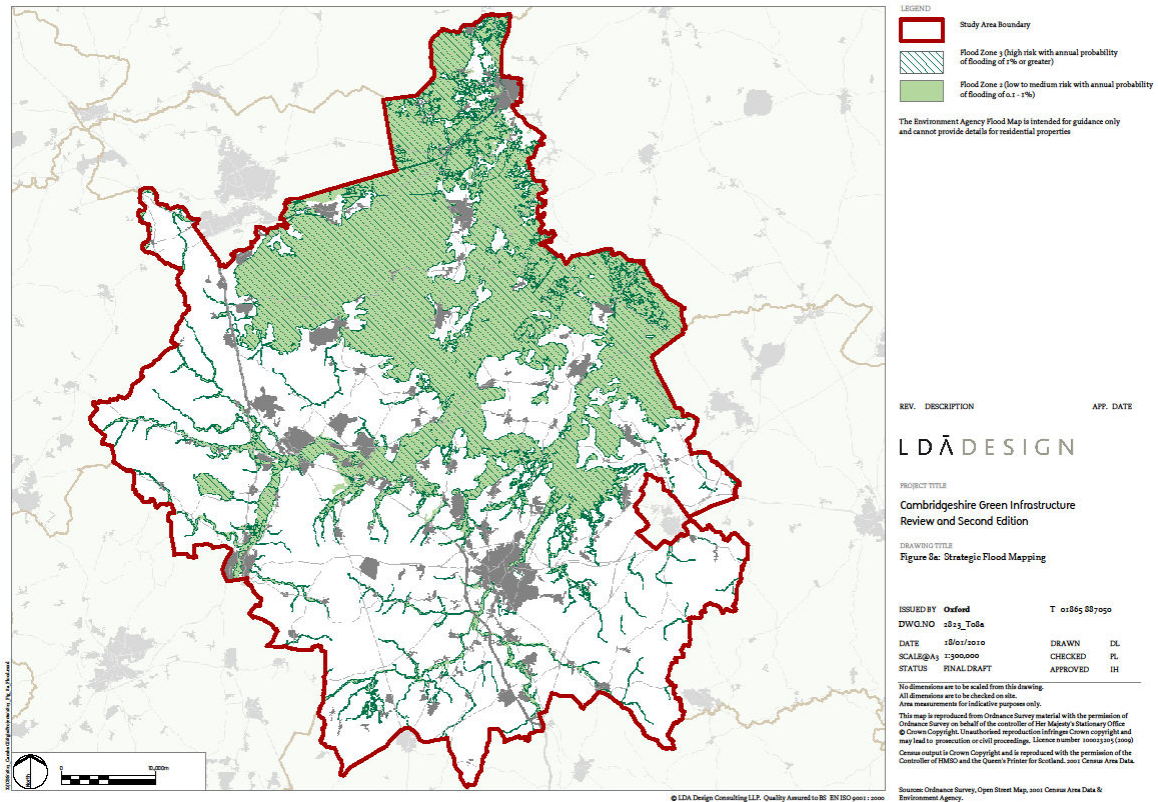 LEGEND
Study Area Boundary
Flood Zone 3 (high risk with annual probability
of flooding of 1% or greater)
Flood Zone 2 (low to medium risk with annual probability
of flooding of 0.1 - 1%)
The Environment Agency Flood Map is intended for guidance only
and cannot provide details for residential properties
REV. DESCRIPTION APP. DATE
LDĀDESIGN
PROJECT TITLE
Cambridgeshire Green Infrastructure
Review and Second Edition
DRAWING TITLE
Figure 8a: Strategic Flood Mapping
ISSUED BY Oxford T 01865 887050
DWG.NO 2823_T08a
DATE 18/01/2010 DRAWN DL
SCALE@A3 1:300,000 CHECKED PL
STATUS FINAL DRAFT APPROVED IH
No dimensions are to be scaled from this drawing.
All dimensions are to be checked on site.
Area measurements for indicative purposes only.
This map is reproduced from Ordnance Survey material with the permission of
Ordnance Survey on behalf of the controller of Her Majesty's Stationary Office
© Crown Copyright. Unauthorised reproduction infringes Crown copyright and
may lead to prosecution or civil proceedings. Licence number 100023205 (2009)
Census output is Crown Copyright and is reproduced with the permission of the
Controller of HMSO and the Queen's Printer for Scotland. 2001 Census Area Data.
Sources: Ordnance Survey, Open Street Map, 2001 Census Area Data &
Environment Agency.
North
0 10,000m
© LDA Design Consulting LLP. Quality Assured to BS EN ISO 9001 : 2000